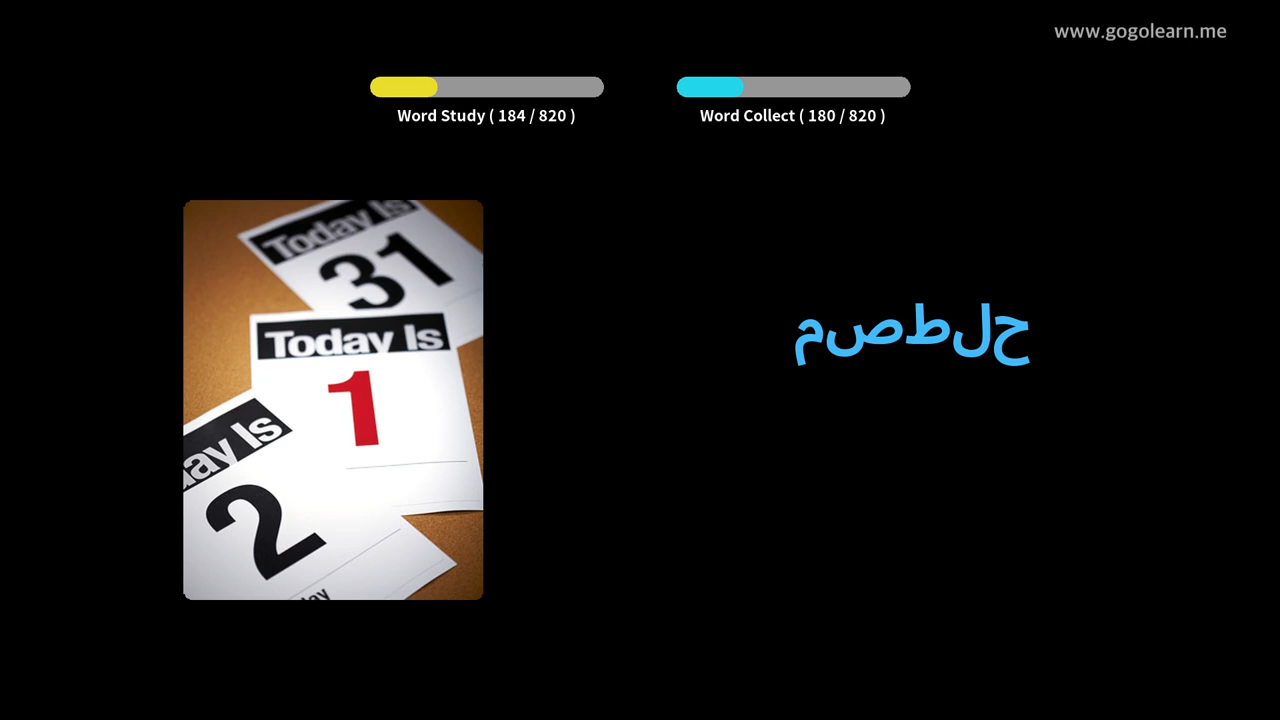 www.gogolearn.me
Word Study ( 184 / 820 )
Word Collect ( 180 / 820 )
Today Is
31
Today Is
1
ay Is
2
مصطلح